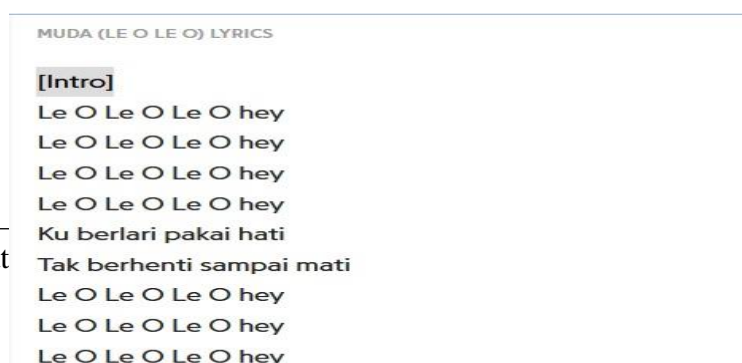 MUDA (LE O LE O) LYRICS
[Intro]
Le O Le O Le O hey
Le O Le O Le O hey
Le O Le O Le O hey
Le O Le O Le O hey
Ku berlari pakai hati
Tak berhenti sampai mati
Le O Le O Le O hey
Le O Le O Le O hey
Le O Le O Le O hey